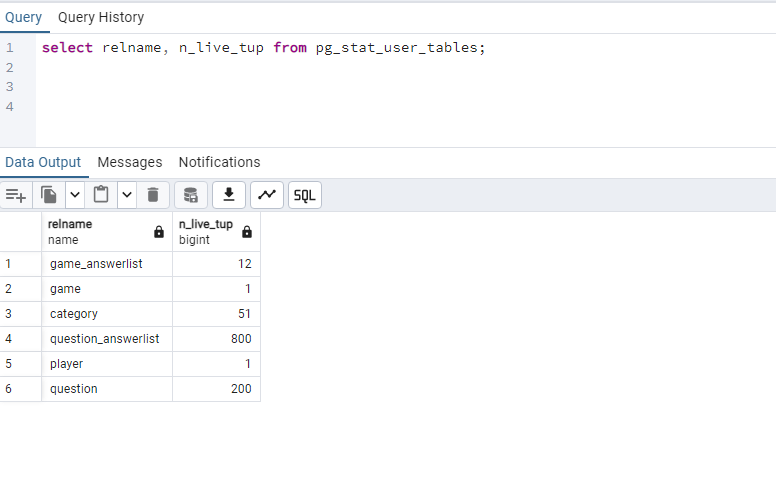 Query Query History
1 select relname, n_live_tup from pg_stat_user_tables;
2
3
4
Data Output Messages Notifications
SQL
relname n_live_tup
name bigint
1 game_answerlist 12
2 game 1
3 category 51
4 question_answerlist 800
5 player 1
6 question 200